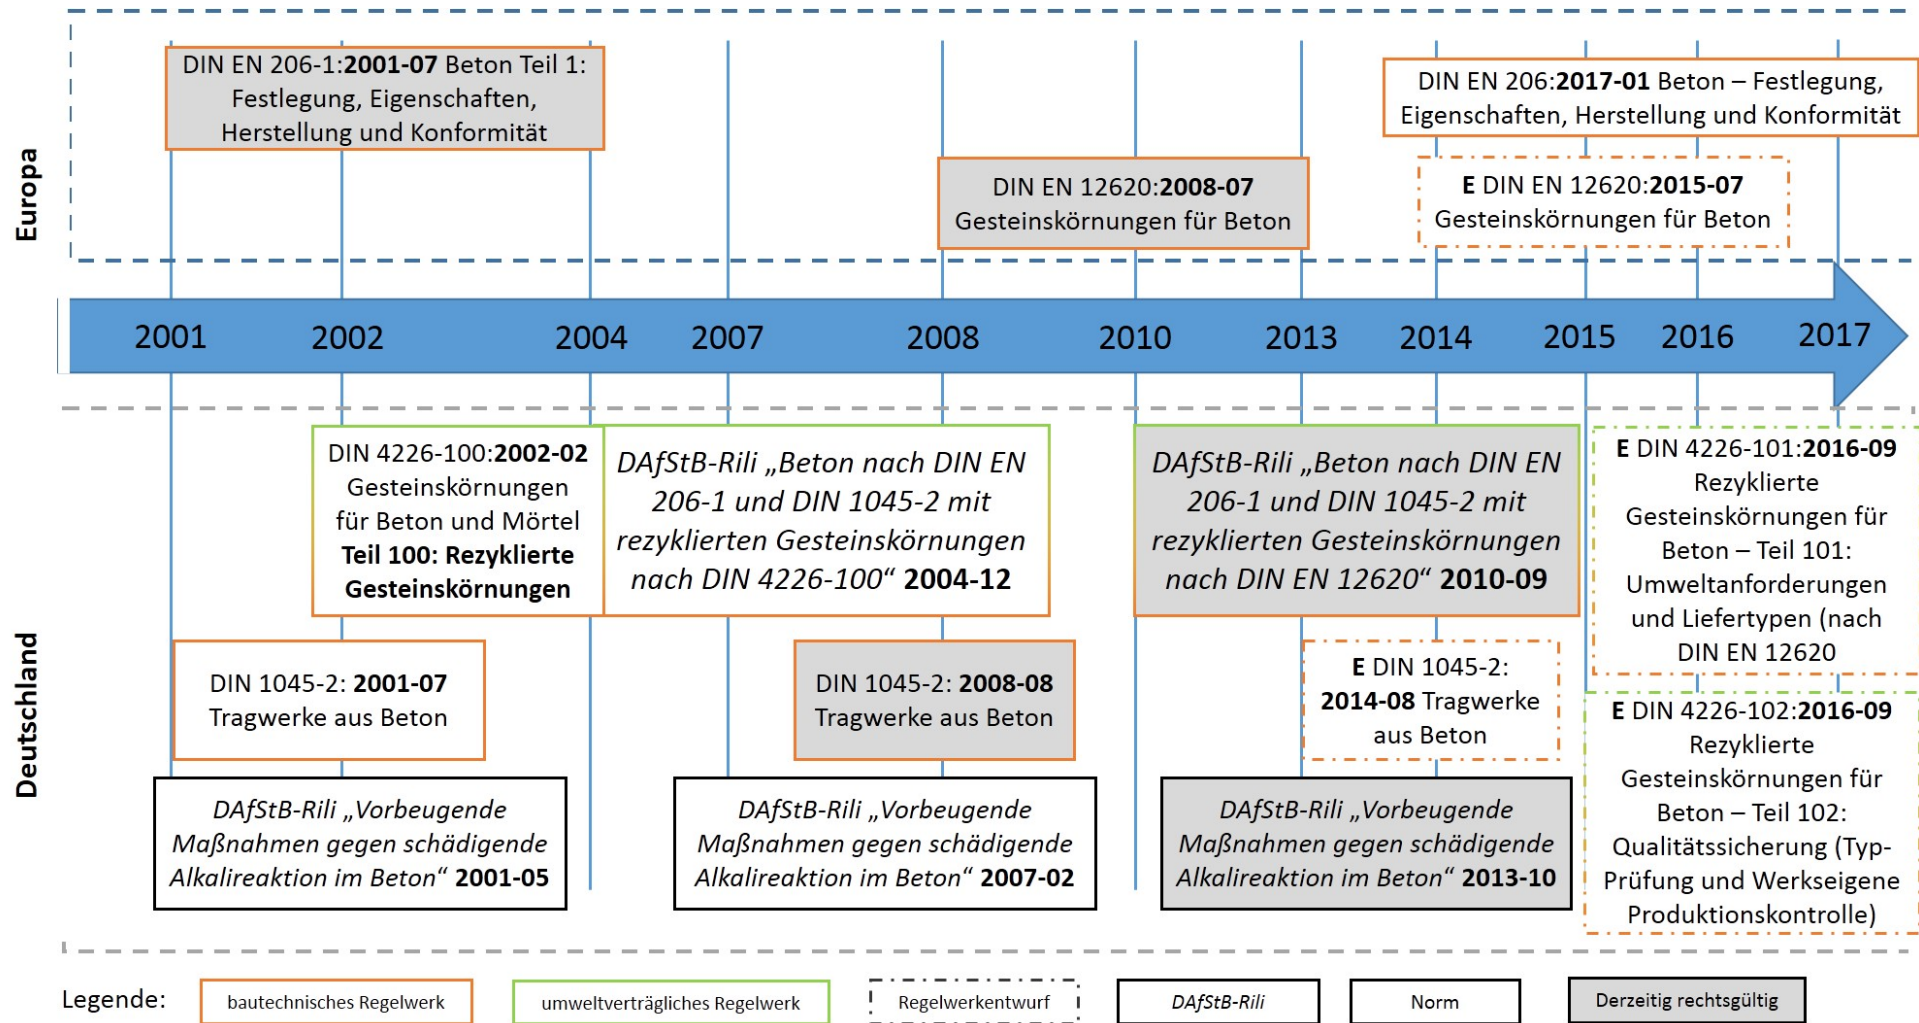 Europa
DIN EN 206-1:2001-07 Beton Teil 1:
Festlegung, Eigenschaften,
Herstellung und Konformität
DIN EN 206:2017-01 Beton – Festlegung,
Eigenschaften, Herstellung und Konformität
DIN EN 12620:2008-07
Gesteinskörnungen für Beton
E DIN EN 12620:2015-07
Gesteinskörnungen für Beton
2001 2002 2004 2007 2008 2010 2013 2014 2015 2016 2017
Deutschland
DIN 4226-100:2002-02
Gesteinskörnungen
für Beton und Mörtel
Teil 100: Rezyklierte
Gesteinskörnungen
DAfStB-Rili „Beton nach DIN EN
206-1 und DIN 1045-2 mit
rezyklierten Gesteinskörnungen
nach DIN 4226-100“ 2004-12
DAfStB-Rili „Beton nach DIN EN
206-1 und DIN 1045-2 mit
rezyklierten Gesteinskörnungen
nach DIN EN 12620“ 2010-09
E DIN 4226-101:2016-09
Rezyklierte
Gesteinskörnungen für
Beton – Teil 101:
Umweltanforderungen
und Liefertypen (nach
DIN EN 12620
DIN 1045-2: 2001-07
Tragwerke aus Beton
DIN 1045-2: 2008-08
Tragwerke aus Beton
E DIN 1045-2:
2014-08 Tragwerke
aus Beton
E DIN 4226-102:2016-09
Rezyklierte
Gesteinskörnungen für
Beton – Teil 102:
Qualitätssicherung (Typ-
Prüfung und Werkseigene
Produktionskontrolle)
DAfStB-Rili „Vorbeugende
Maßnahmen gegen schädigende
Alkalireaktion im Beton“ 2001-05
DAfStB-Rili „Vorbeugende
Maßnahmen gegen schädigende
Alkalireaktion im Beton“ 2007-02
DAfStB-Rili „Vorbeugende
Maßnahmen gegen schädigende
Alkalireaktion im Beton“ 2013-10
Legende: bautechnisches Regelwerk umweltverträgliches Regelwerk Regelwerkentwurf DAfStB-Rili Norm Derzeitig rechtsgültig